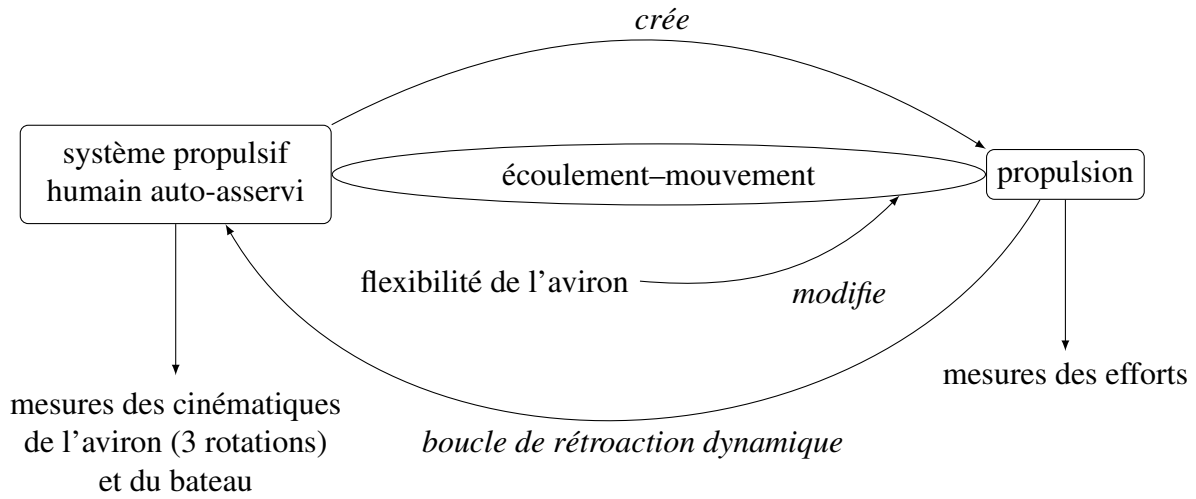 crée
système propulsif
humain auto-asservi
écoulement–mouvement
propulsion
flexibilité de l'aviron
modifie
mesures des efforts
mesures des cinématiques
de l'aviron (3 rotations)
et du bateau
boucle de rétroaction dynamique